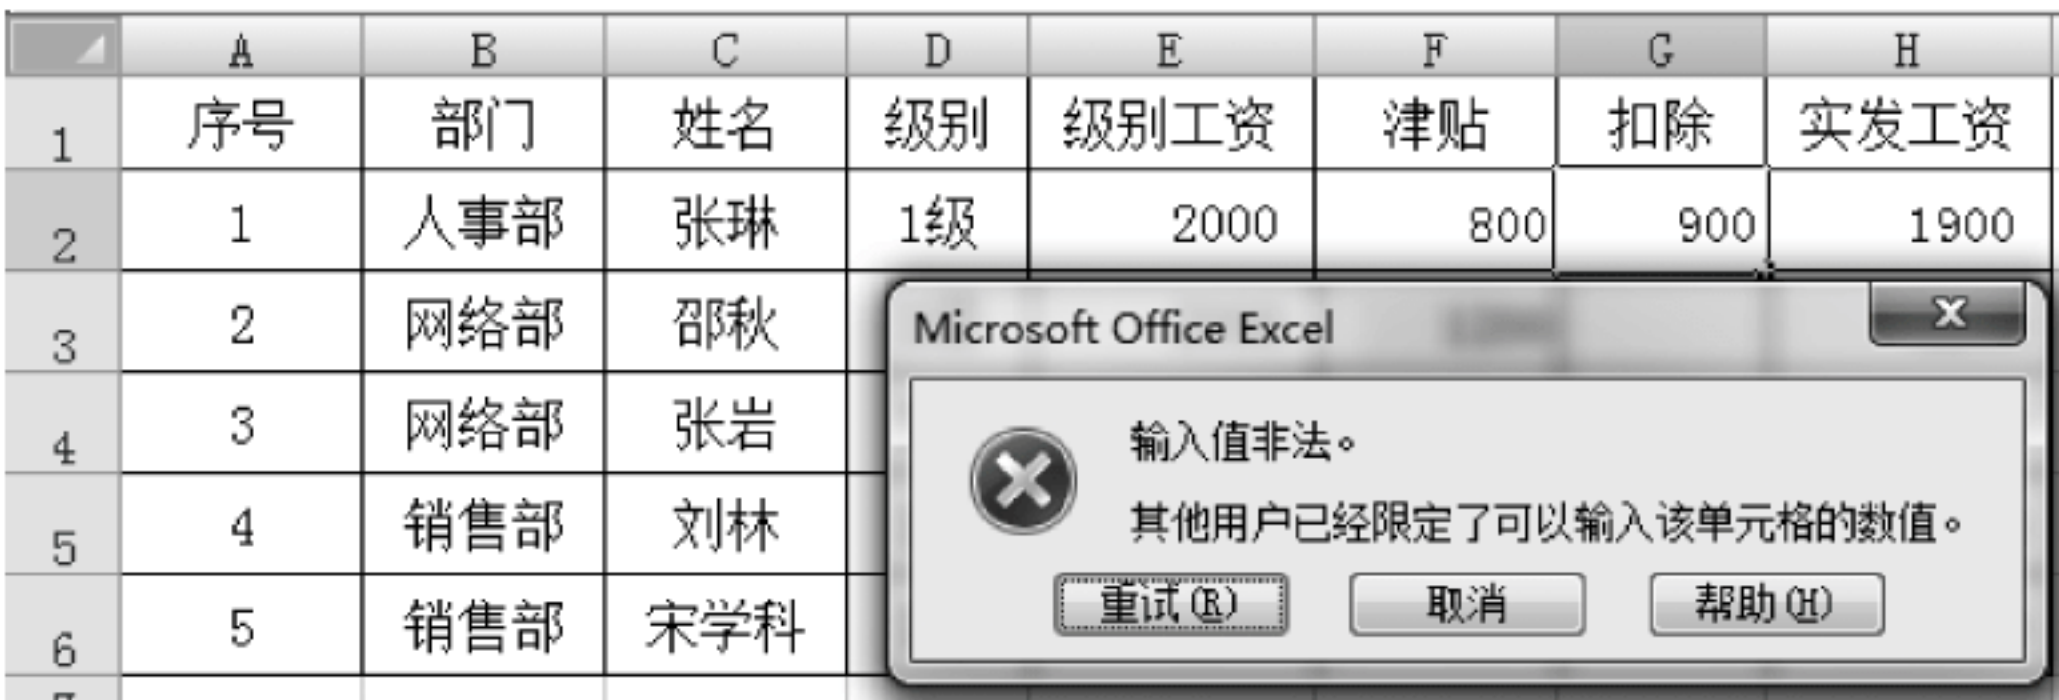 A B C D E F G H
1 序号 部门 姓名 级别 级别工资 津贴 扣除 实发工资
2 1 人事部 张琳 1级 2000 800 900 1900
3 2 网络部 邵秋
4 3 网络部 张岩
5 4 销售部 刘林
6 5 销售部 宋学科
Microsoft Office Excel
输入值非法。
其他用户已经限定了可以输入该单元格的数值。
重试(R) 取消 帮助(H)